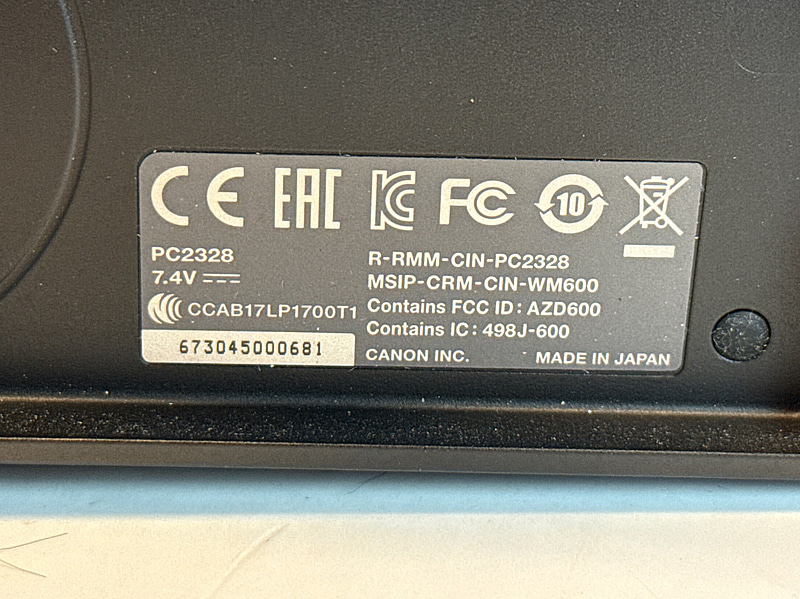 CE EAC KC FC 10
PC2328
7.4V
CCAB17LP1700T1
673045000681
R-RMM-CIN-PC2328
MSIP-CRM-CIN-WM600
Contains FCC ID: AZD600
Contains IC: 498J-600
CANON INC. MADE IN JAPAN